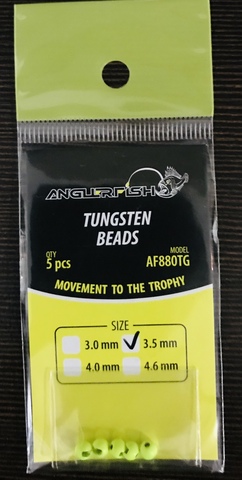 ANGLERFISH
TUNGSTEN
BEADS
QTY
5 pcs
MODEL
AF880TG
MOVEMENT TO THE TROPHY
SIZE
3.0 mm 3.5 mm
4.0 mm 4.6 mm